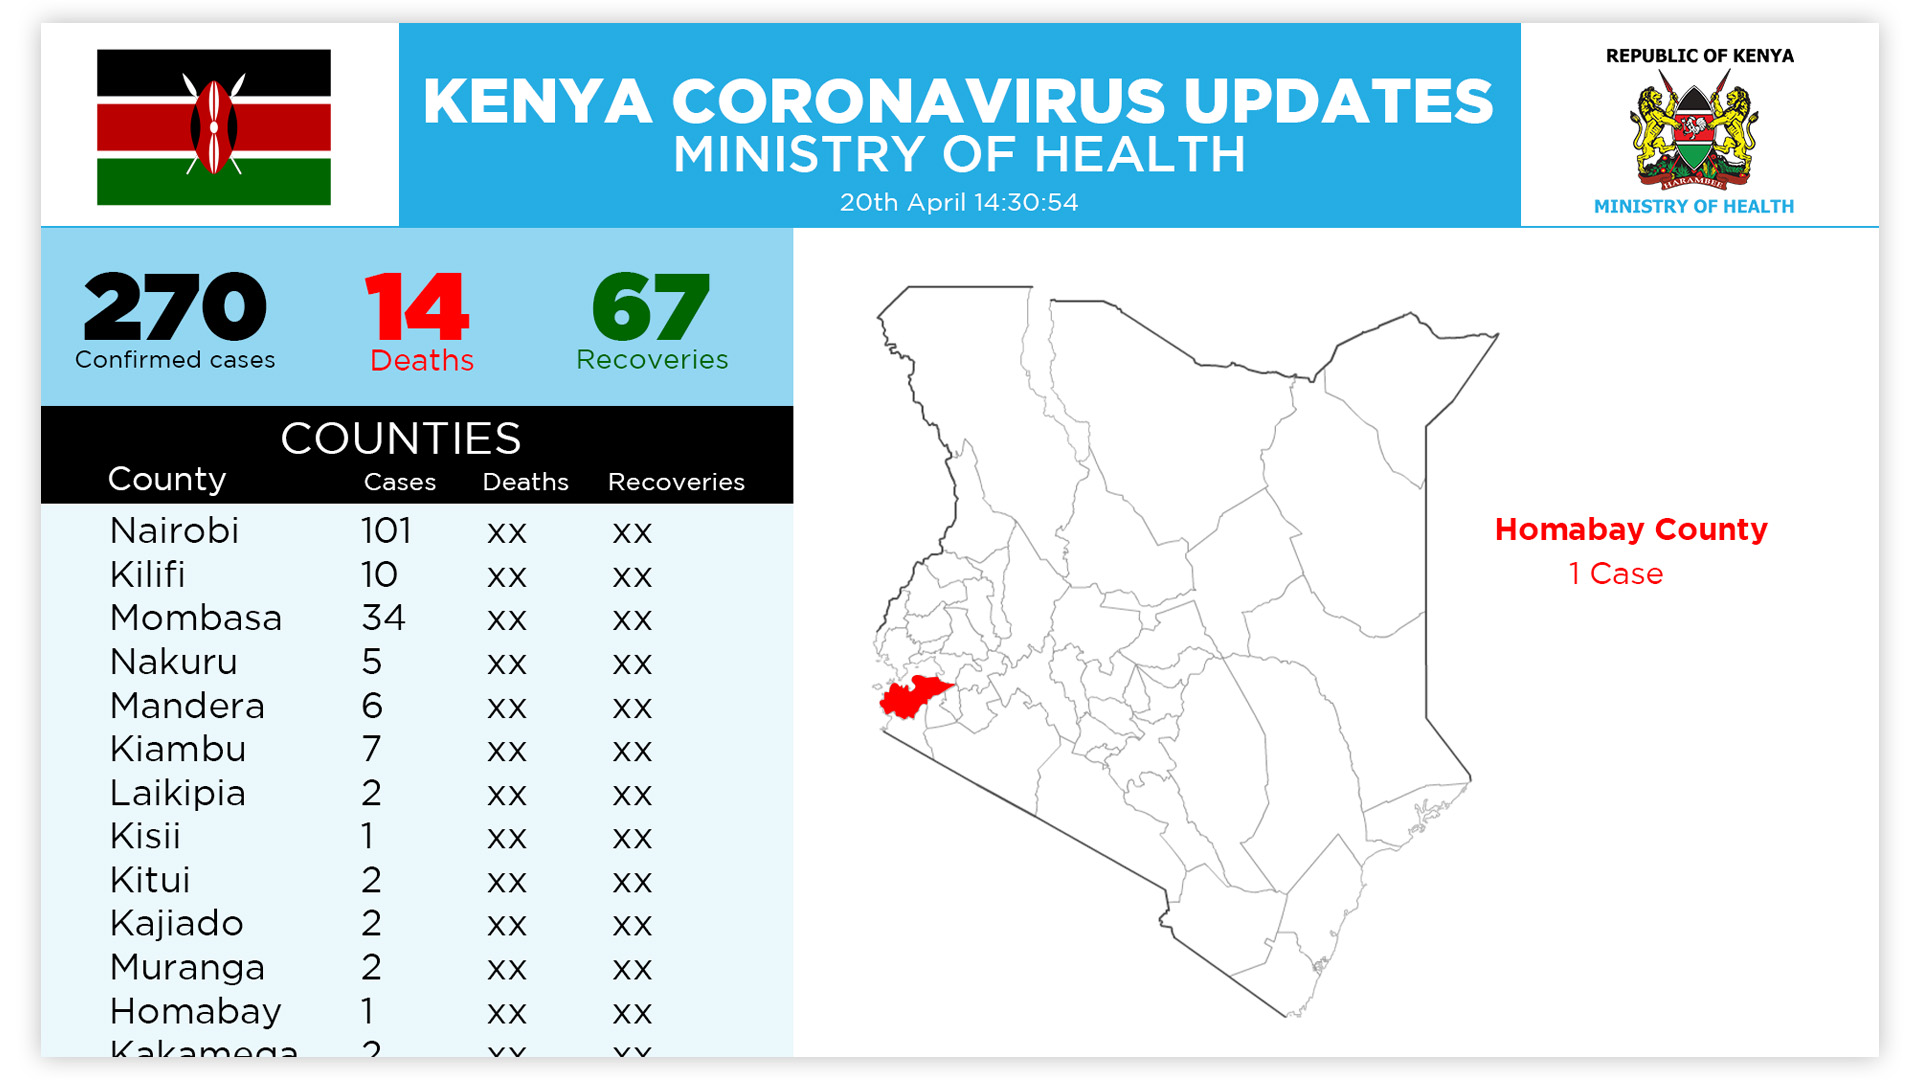 KENYA CORONAVIRUS UPDATES
MINISTRY OF HEALTH
20th April 14:30:54
REPUBLIC OF KENYA
HARAMBEE
MINISTRY OF HEALTH
270 14 67
Confirmed cases Deaths Recoveries
COUNTIES
County Cases Deaths Recoveries
Nairobi 101 xx xx
Kilifi 10 xx xx
Mombasa 34 xx xx
Nakuru 5 xx xx
Mandera 6 xx xx
Kiambu 7 xx xx
Laikipia 2 xx xx
Kisii 1 xx xx
Kitui 2 xx xx
Kajiado 2 xx xx
Muranga 2 xx xx
Homabay 1 xx xx
Kakamega 2 xx xx
Homabay County
1 Case